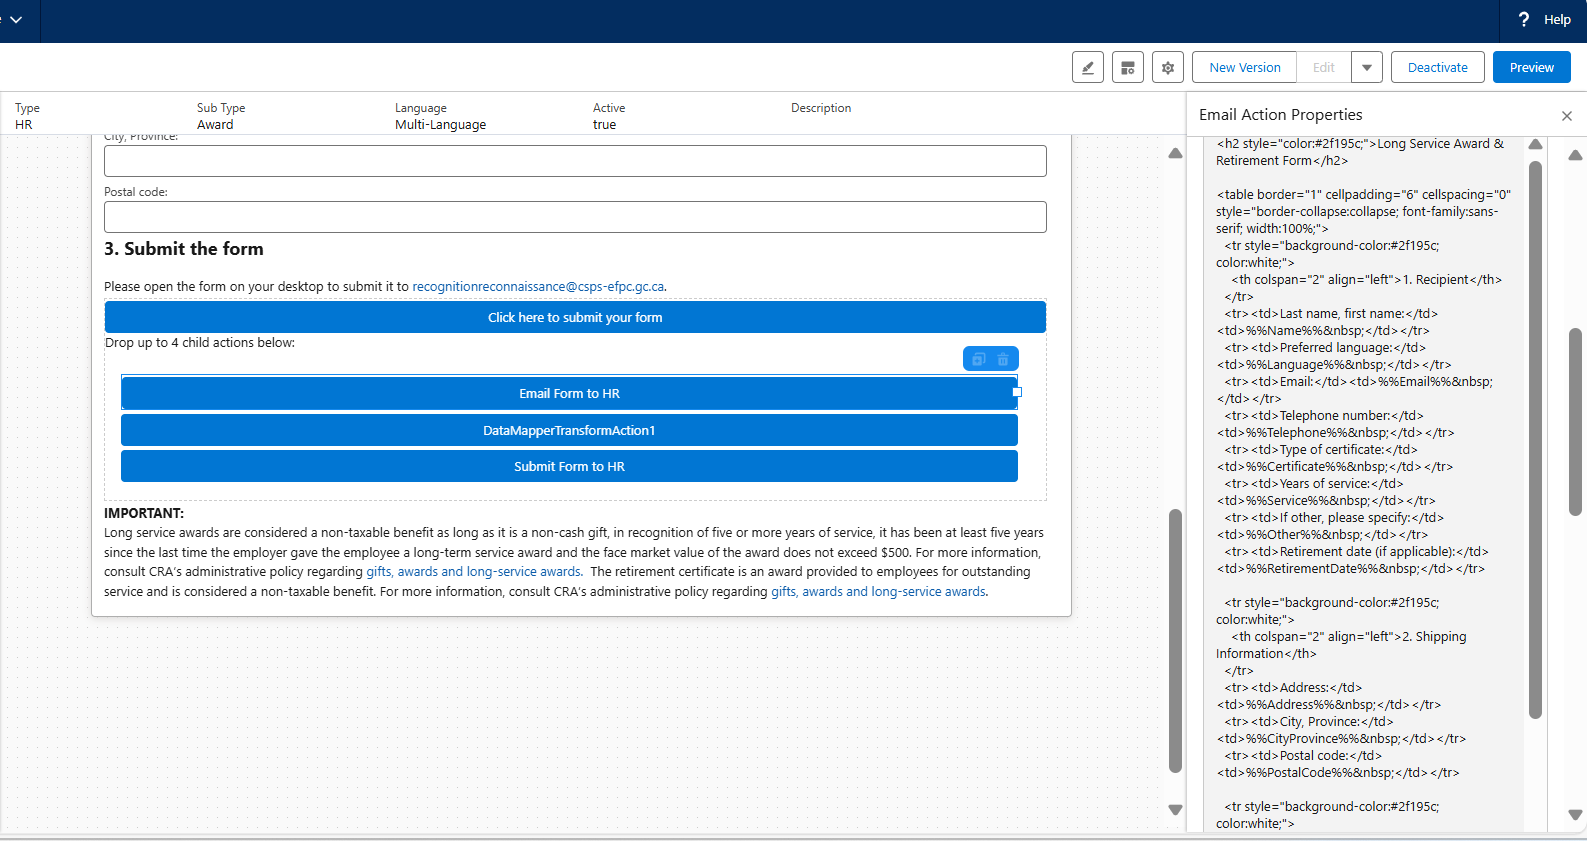 Help
New Version
Edit
Deactivate
Preview
Type
HR
Sub Type
Award
Language
Multi-Language
Active
true
Description
City, Province:
Postal code:
3. Submit the form
Please open the form on your desktop to submit it to recognitionreconnaissance@csps-efpc.gc.ca.
Click here to submit your form
Drop up to 4 child actions below:
Email Form to HR
DataMapperTransformAction1
Submit Form to HR
IMPORTANT:
Long service awards are considered a non-taxable benefit as long as it is a non-cash gift, in recognition of five or more years of service, it has been at least five years
since the last time the employer gave the employee a long-term service award and the face market value of the award does not exceed $500. For more information,
consult CRA's administrative policy regarding gifts, awards and long-service awards.  The retirement certificate is an award provided to employees for outstanding
service and is considered a non-taxable benefit. For more information, consult CRA's administrative policy regarding gifts, awards and long-service awards.
Email Action Properties
<h2 style="color:#2f195c;">Long Service Award &
Retirement Form</h2>
<table border="1" cellpadding="6" cellspacing="0"
style="border-collapse:collapse; font-family:sans-
serif; width:100%;">
<tr style="background-color:#2f195c;
color:white;">
<th colspan="2" align="left">1. Recipient</th>
</tr>
<tr><td>Last name, first name:</td>
<td>%%Name%%&nbsp;</td></tr>
<tr><td>Preferred language:</td>
<td>%%Language%%&nbsp;</td></tr>
<tr><td>Email:</td><td>%%Email%%&nbsp;
</td></tr>
<tr><td>Telephone number:</td>
<td>%%Telephone%%&nbsp;</td></tr>
<tr><td>Type of certificate:</td>
<td>%%Certificate%%&nbsp;</td></tr>
<tr><td>Years of service:</td>
<td>%%Service%%&nbsp;</td></tr>
<tr><td>If other, please specify:</td>
<td>%%Other%%&nbsp;</td></tr>
<tr><td>Retirement date (if applicable):</td>
<td>%%RetirementDate%%&nbsp;</td></tr>
<tr style="background-color:#2f195c;
color:white;">
<th colspan="2" align="left">2. Shipping
Information</th>
</tr>
<tr><td>Address:</td>
<td>%%Address%%&nbsp;</td></tr>
<tr><td>City, Province:</td>
<td>%%CityProvince%%&nbsp;</td></tr>
<tr><td>Postal code:</td>
<td>%%PostalCode%%&nbsp;</td></tr>
<tr style="background-color:#2f195c;
color:white;">